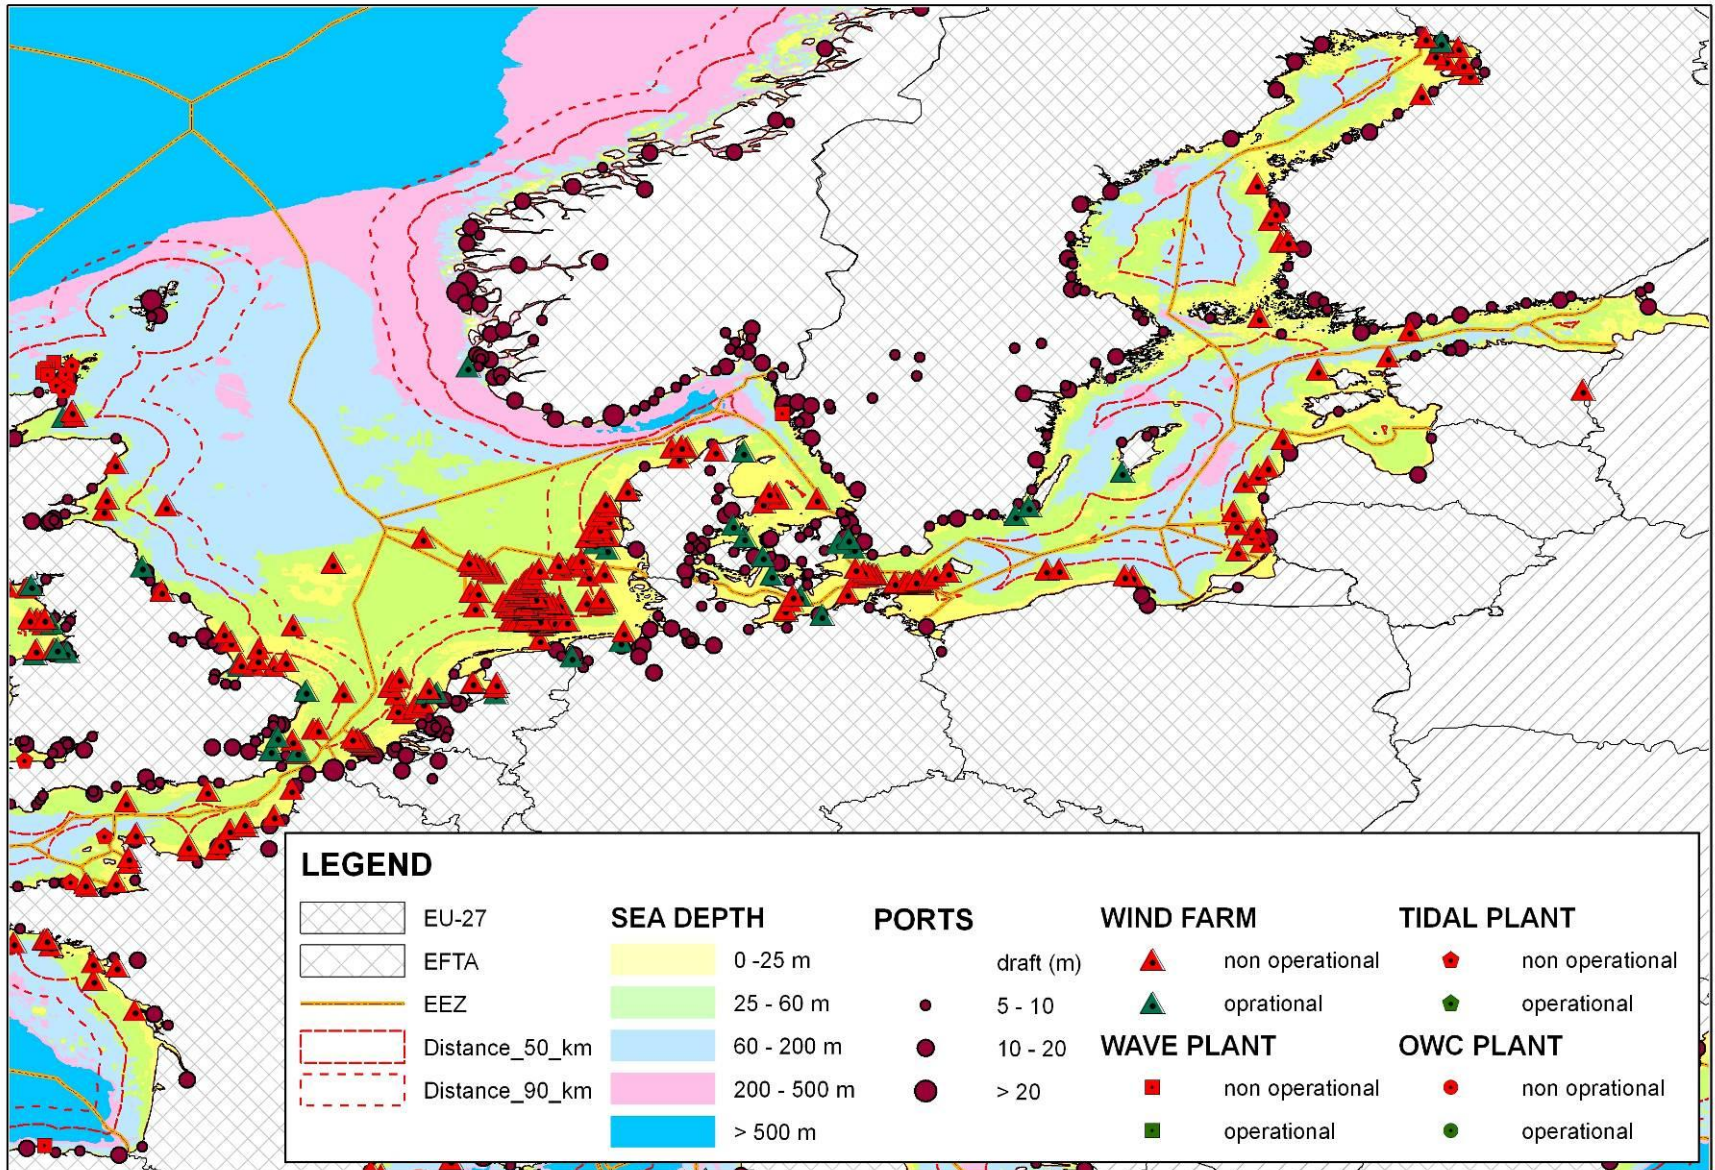 LEGEND
EU-27
EFTA
EEZ
Distance_50_km
Distance_90_km
SEA DEPTH
0 -25 m
25 - 60 m
60 - 200 m
200 - 500 m
> 500 m
PORTS
draft (m)
5 - 10
10 - 20
> 20
WIND FARM
non operational
oprational
WAVE PLANT
non operational
operational
TIDAL PLANT
non operational
operational
OWC PLANT
non oprational
operational